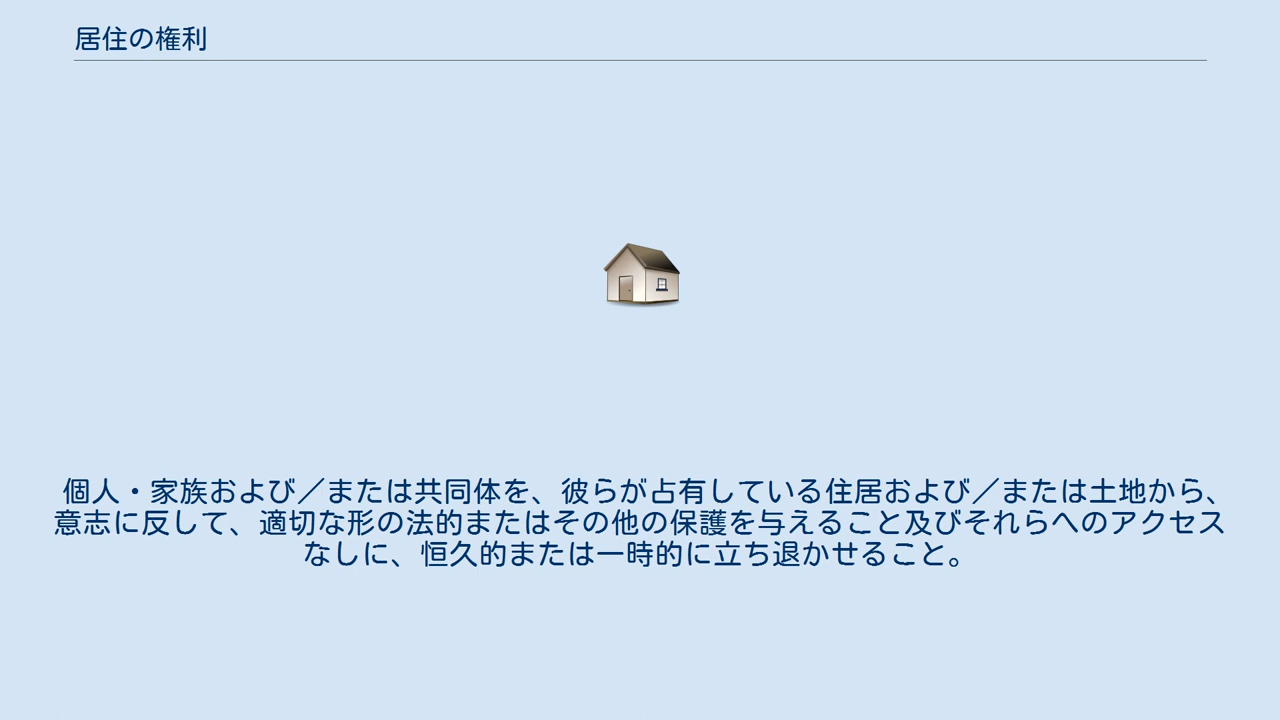 居住の権利
個人・家族および／または共同体を、彼らが占有している住居および／または土地から、
意志に反して、適切な形の法的またはその他の保護を与えること及びそれらへのアクセス
なしに、恒久的または一時的に立ち退かせること。